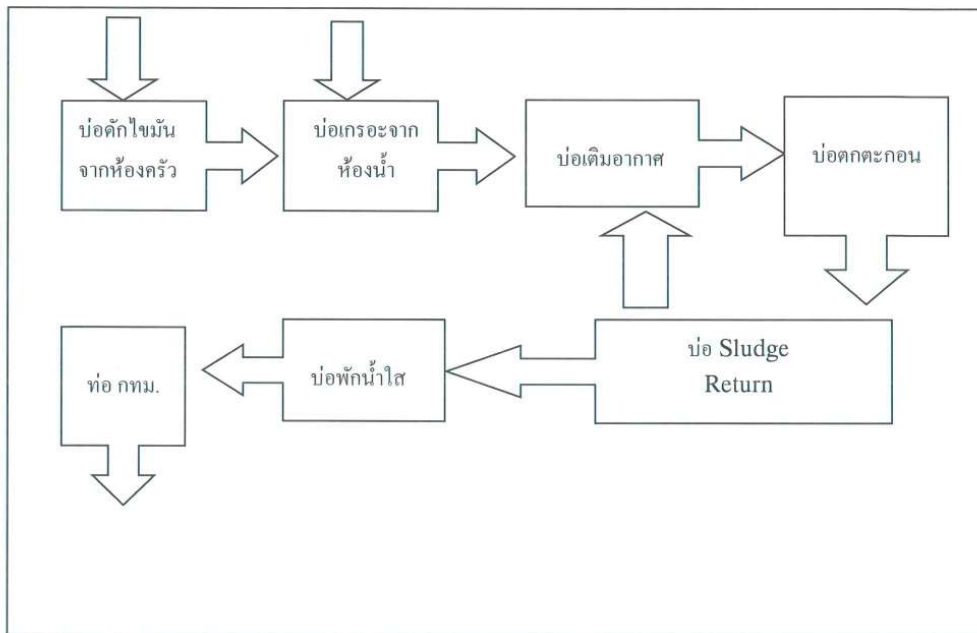 บ่อดักไขมัน
จากห้องครัว
บ่อเกรอะจาก
ห้องน้ำ
บ่อเติมอากาศ
บ่อตกตะกอน
ท่อ กทม.
บ่อพักน้ำใส
บ่อ Sludge
Return